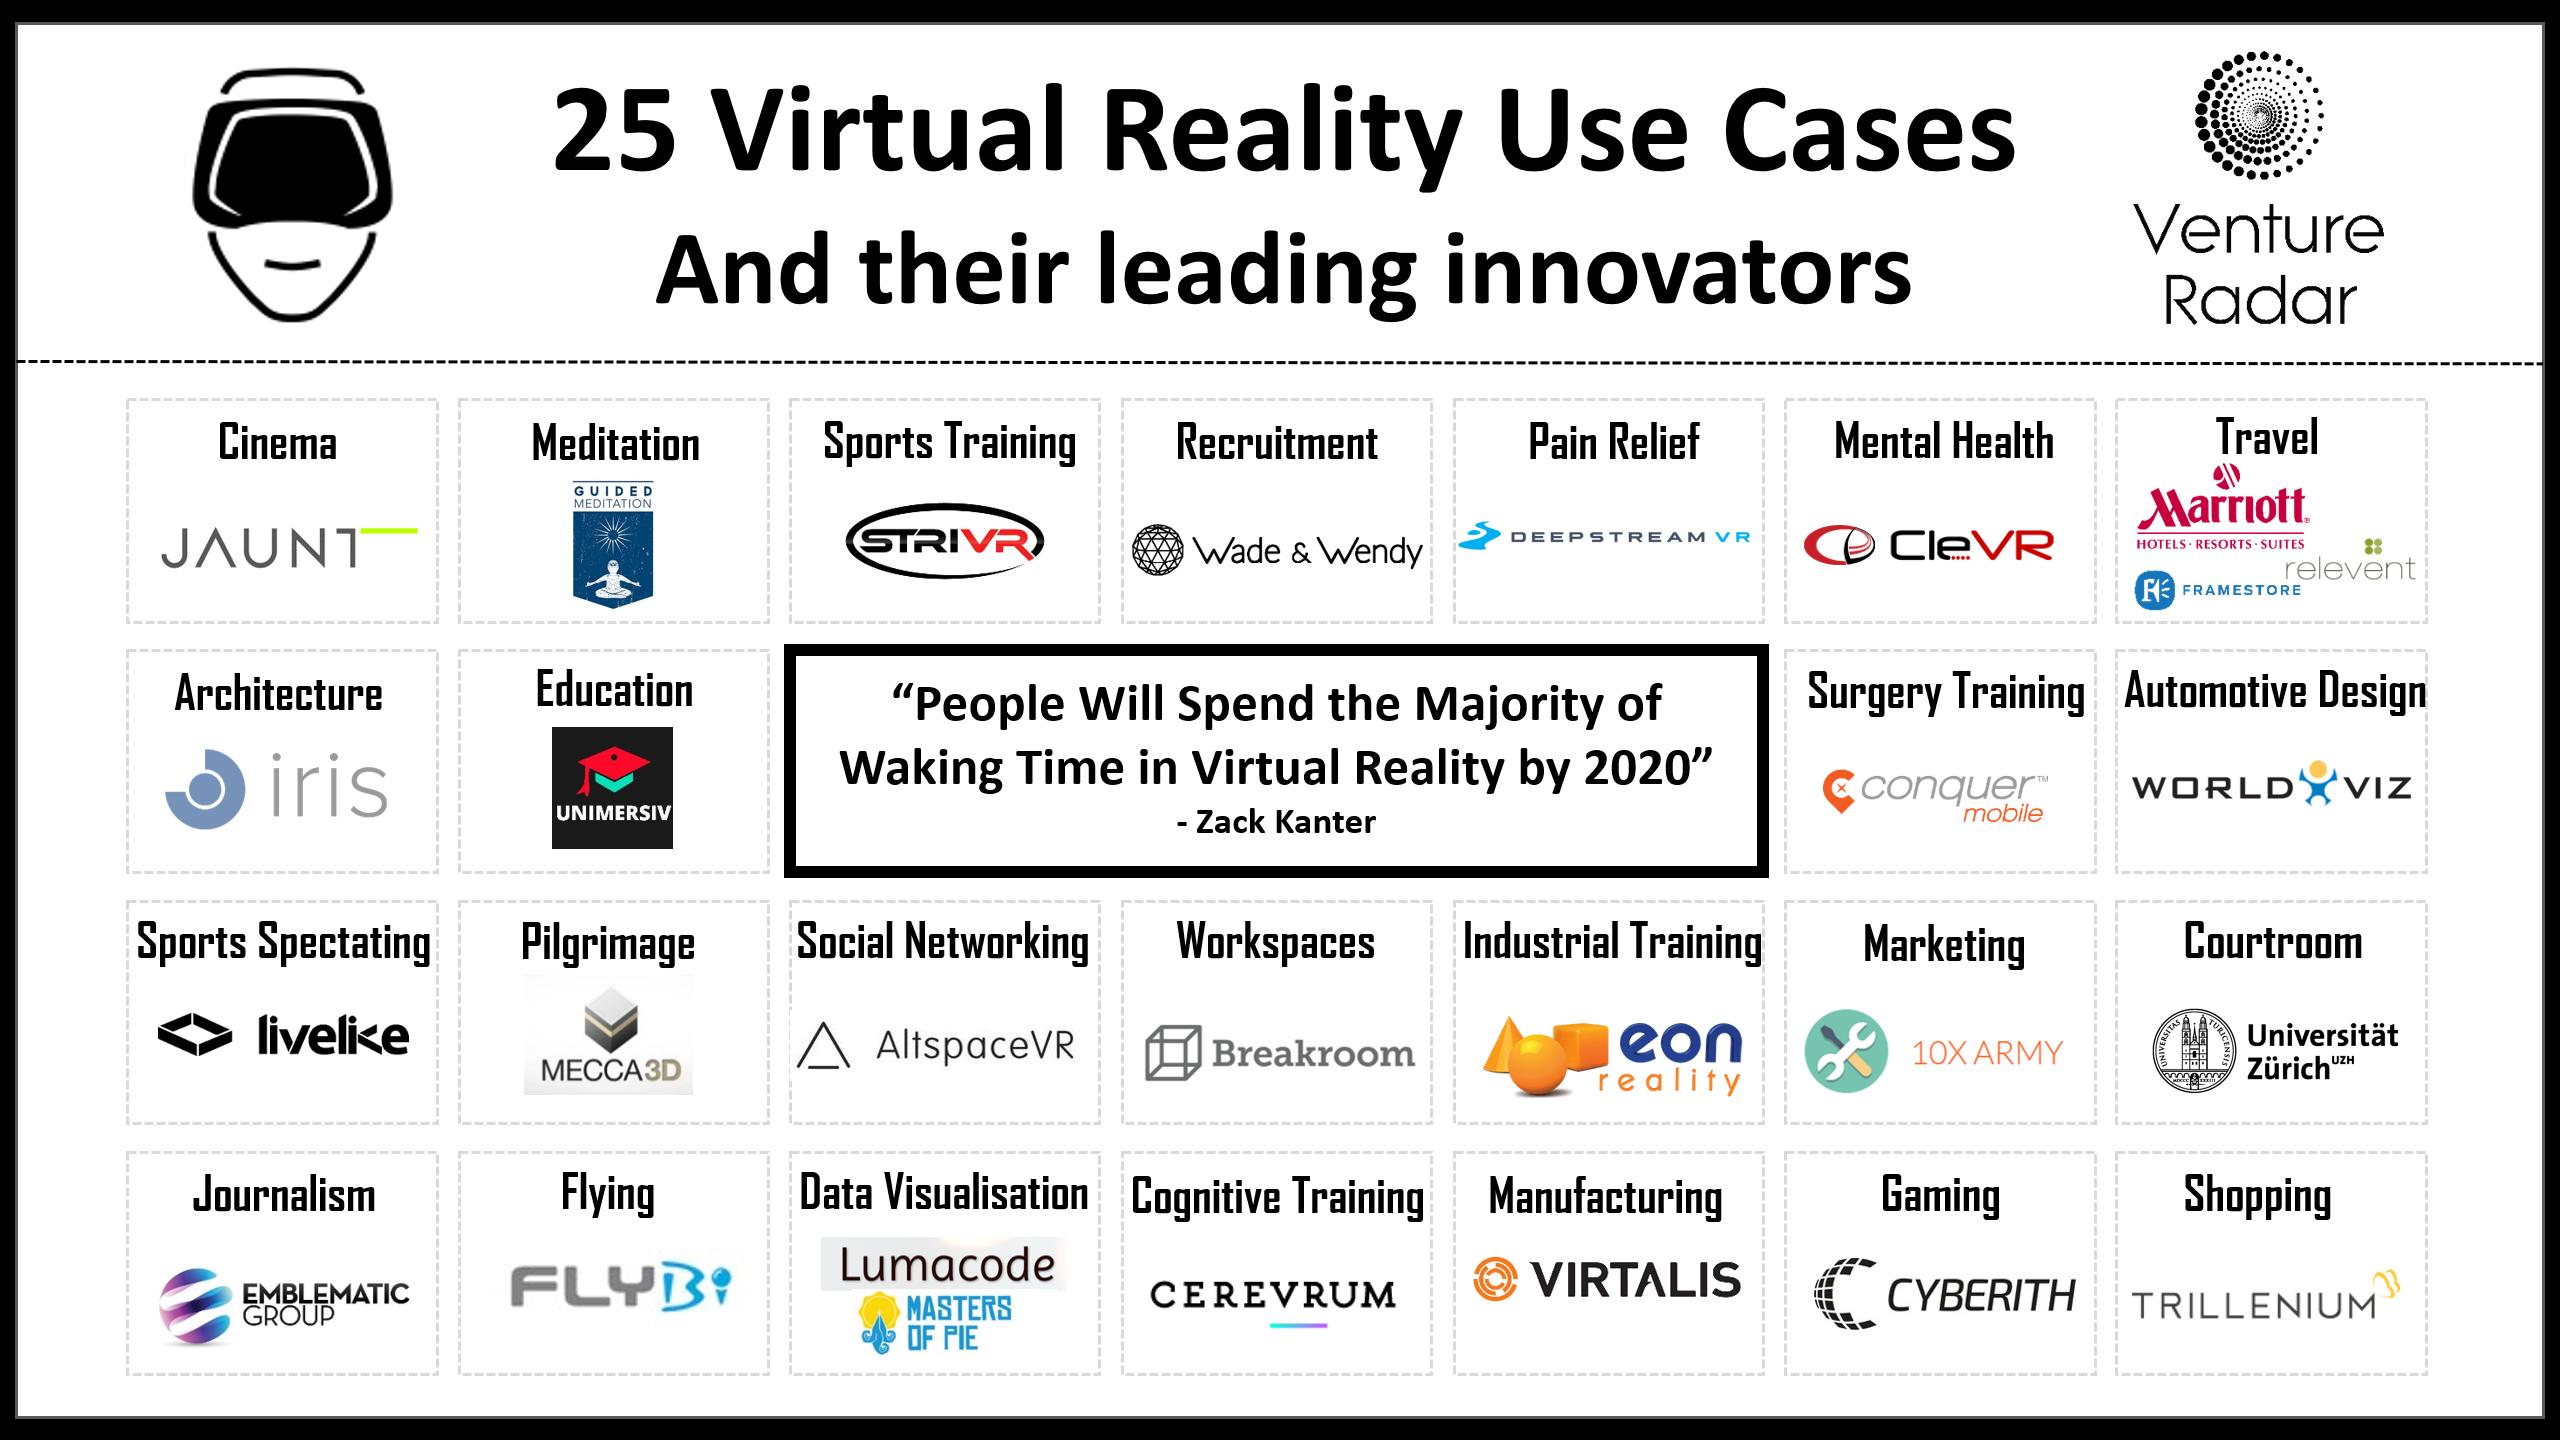 25 Virtual Reality Use Cases
And their leading innovators
Venture
Radar
Cinema
JAUNT
Meditation
GUIDED
MEDITATION
Sports Training
STRIVR
Recruitment
Wade & Wendy
Pain Relief
DEEPSTREAM VR
Mental Health
CleVR
Travel
Marriott
HOTELS · RESORTS · SUITES
relevent
FRAMESTORE
Architecture
iris
Education
UNIMERSIV
“People Will Spend the Majority of
Waking Time in Virtual Reality by 2020”
- Zack Kanter
Surgery Training
conquer™
mobile
Automotive Design
WORLD VIZ
Sports Spectating
livelike
Pilgrimage
MECCA3D
Social Networking
AltspaceVR
Workspaces
Breakroom
Industrial Training
eon
reality
Marketing
10X ARMY
Courtroom
Universität
Zürich UZH
Journalism
EMBLEMATIC
GROUP
Flying
FLYBi
Data Visualisation
Lumacode
MASTERS
OF PIE
Cognitive Training
CEREVRUM
Manufacturing
VIRTALIS
Gaming
CYBERITH
Shopping
TRILLENIUM